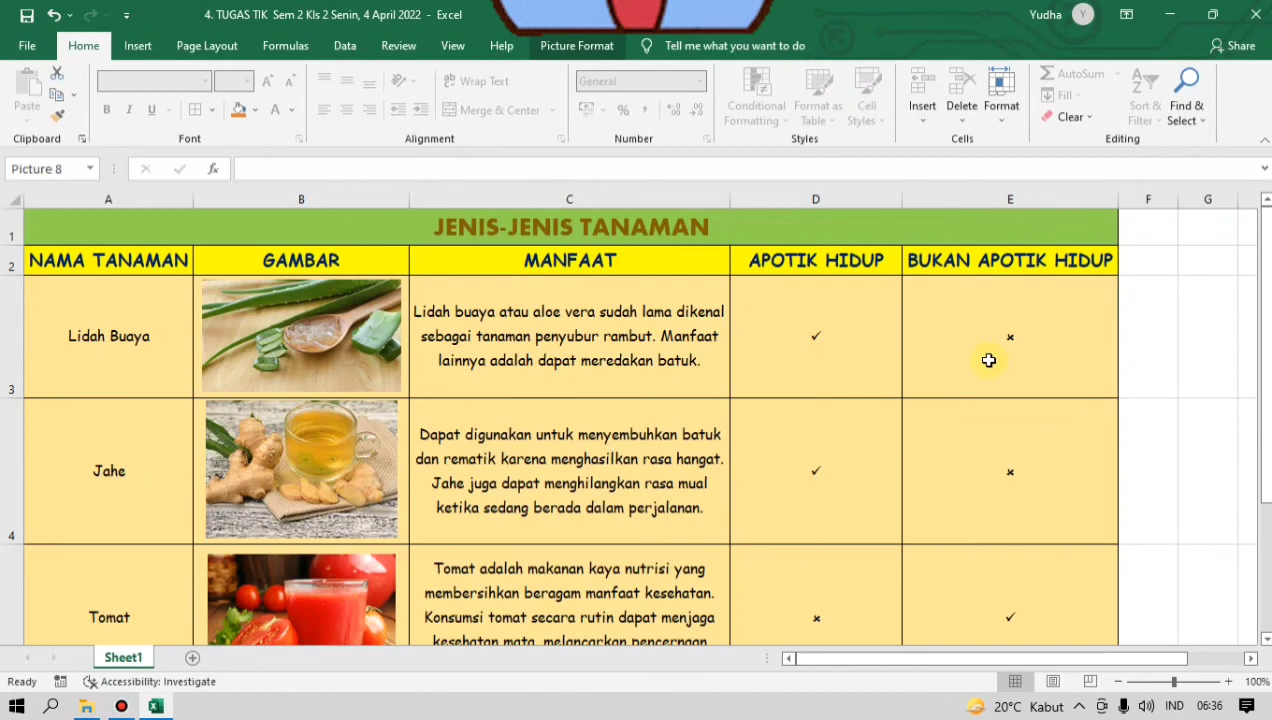 4. TUGAS TIK Sem 2 Kls 2 Senin, 4 April 2022 - Excel
Yudha Y
File Home Insert Page Layout Formulas Data Review View Help Picture Format Tell me what you want to do Share
Paste
Clipboard
B I U A
Font
Wrap Text
Merge & Center
Alignment
General
%
Number
Conditional Formatting
Format as Table
Cell Styles
Styles
Insert Delete Format
Cells
AutoSum
Fill
Clear
Sort & Filter
Find & Select
Editing
Picture 8
fx
A B C D E F G
1 JENIS-JENIS TANAMAN
2 NAMA TANAMAN GAMBAR MANFAAT APOTIK HIDUP BUKAN APOTIK HIDUP
3 Lidah Buaya
Lidah buaya atau aloe vera sudah lama dikenal
sebagai tanaman penyubur rambut. Manfaat
lainnya adalah dapat meredakan batuk.
✓ ×
4 Jahe
Dapat digunakan untuk menyembuhkan batuk
dan rematik karena menghasilkan rasa hangat.
Jahe juga dapat menghilangkan rasa mual
ketika sedang berada dalam perjalanan.
✓ ×
Tomat
Tomat adalah makanan kaya nutrisi yang
membersihkan beragam manfaat kesehatan.
Konsumsi tomat secara rutin dapat menjaga
kesehatan mata, melancarkan pencernaan
× ✓
Sheet1
Ready Accessibility: Investigate 100%
20°C Kabut IND 06:36